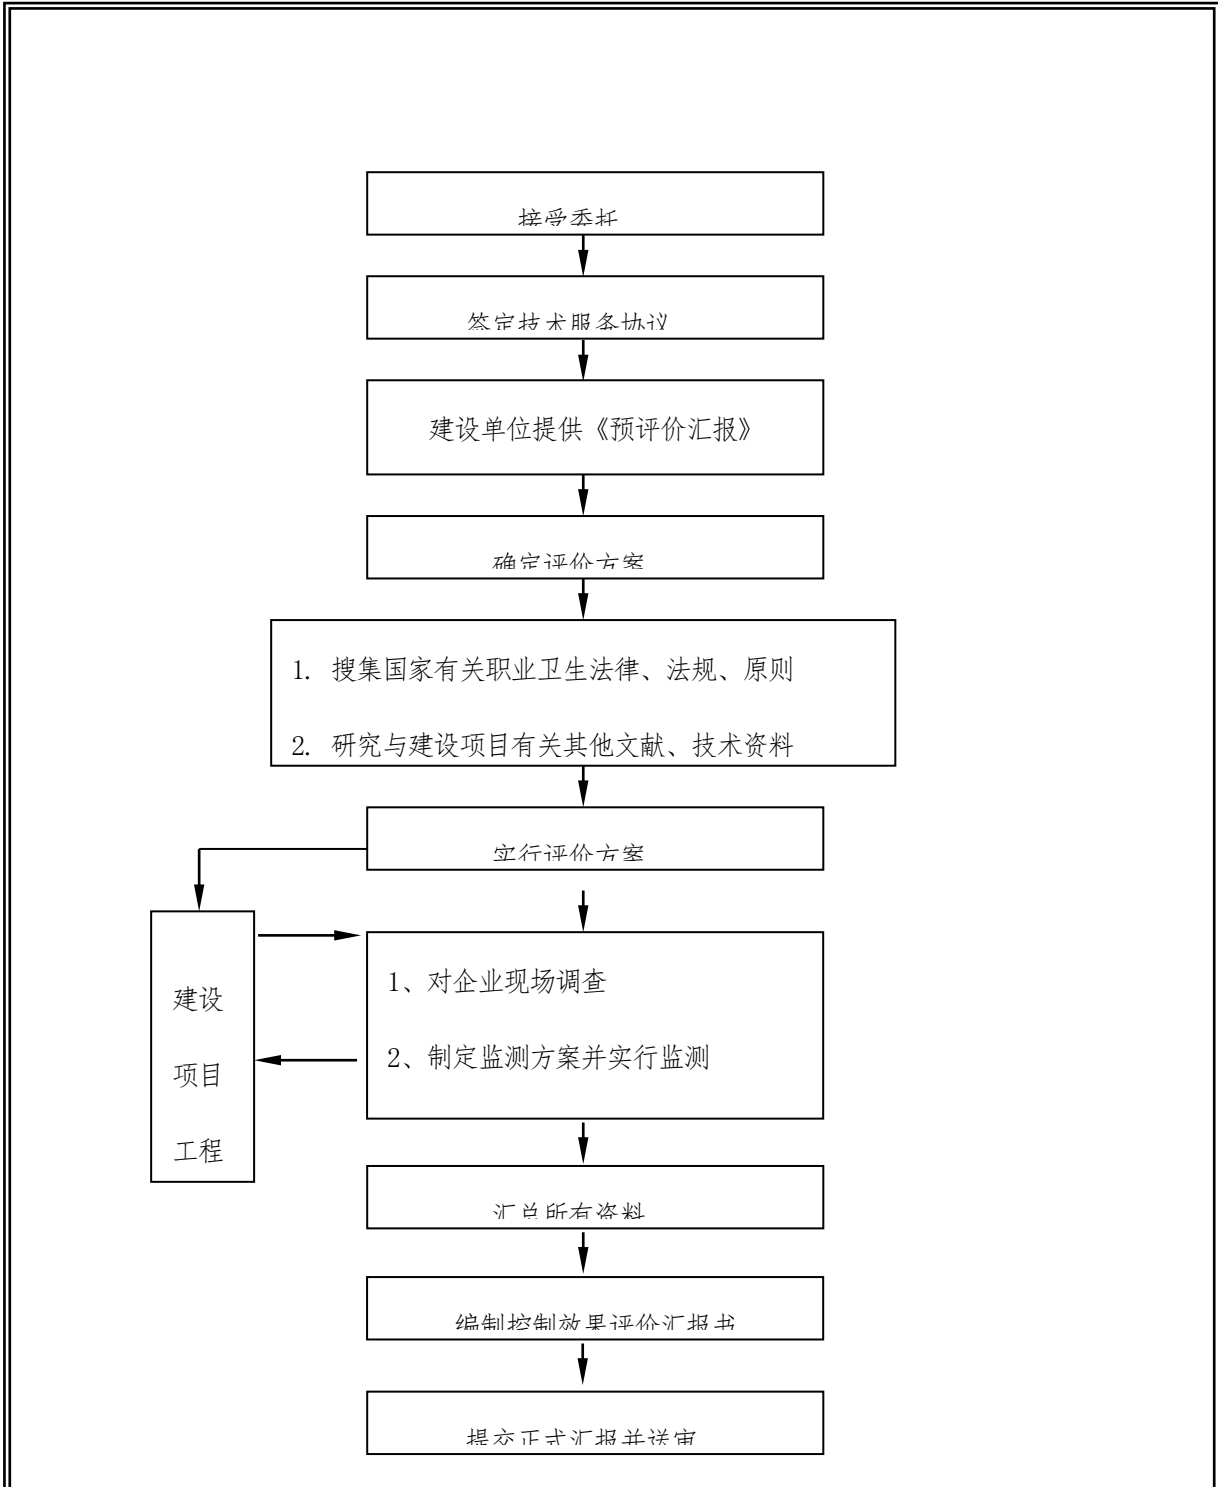 接受委托
签定技术服务协议
建设单位提供《预评价汇报》
确定评价方案
1. 搜集国家有关职业卫生法律、法规、原则
2. 研究与建设项目有关其他文献、技术资料
实行评价方案
建设
项目
工程
1、对企业现场调查
2、制定监测方案并实行监测
汇总所有资料
编制控制效果评价汇报书
提交正式汇报并送审